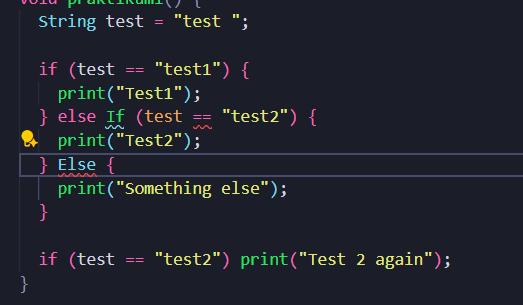 void praktikum1() {
String test = "test ";
if (test == "test1") {
print("Test1");
} else If (test == "test2") {
print("Test2");
} Else {
print("Something else");
}
if (test == "test2") print("Test 2 again");
}